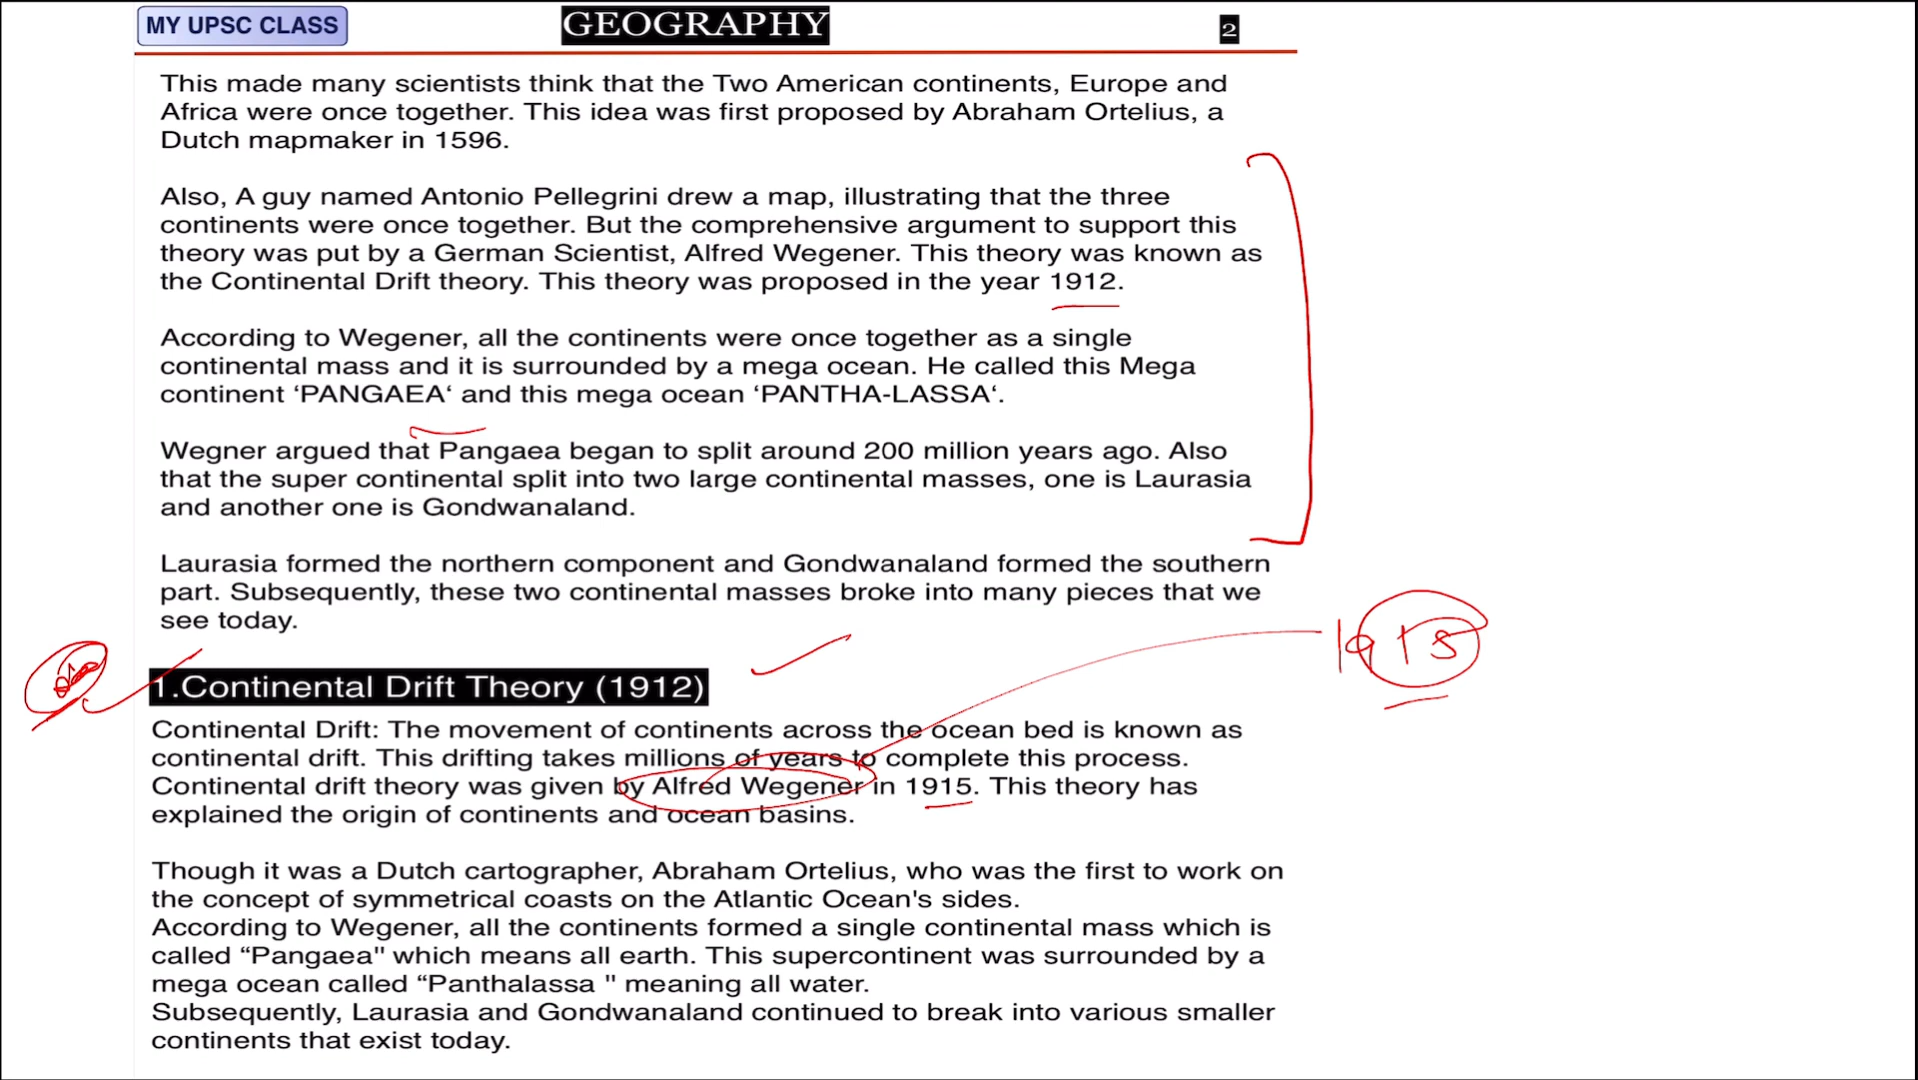 MY UPSC CLASS
GEOGRAPHY
2
This made many scientists think that the Two American continents, Europe and
Africa were once together. This idea was first proposed by Abraham Ortelius, a
Dutch mapmaker in 1596.
Also, A guy named Antonio Pellegrini drew a map, illustrating that the three
continents were once together. But the comprehensive argument to support this
theory was put by a German Scientist, Alfred Wegener. This theory was known as
the Continental Drift theory. This theory was proposed in the year 1912.
According to Wegener, all the continents were once together as a single
continental mass and it is surrounded by a mega ocean. He called this Mega
continent ‘PANGAEA‘ and this mega ocean ‘PANTHA-LASSA‘.
Wegner argued that Pangaea began to split around 200 million years ago. Also
that the super continental split into two large continental masses, one is Laurasia
and another one is Gondwanaland.
Laurasia formed the northern component and Gondwanaland formed the southern
part. Subsequently, these two continental masses broke into many pieces that we
see today.
1915
1.Continental Drift Theory (1912)
Continental Drift: The movement of continents across the ocean bed is known as
continental drift. This drifting takes millions of years to complete this process.
Continental drift theory was given by Alfred Wegener in 1915. This theory has
explained the origin of continents and ocean basins.
Though it was a Dutch cartographer, Abraham Ortelius, who was the first to work on
the concept of symmetrical coasts on the Atlantic Ocean's sides.
According to Wegener, all the continents formed a single continental mass which is
called “Pangaea" which means all earth. This supercontinent was surrounded by a
mega ocean called “Panthalassa " meaning all water.
Subsequently, Laurasia and Gondwanaland continued to break into various smaller
continents that exist today.